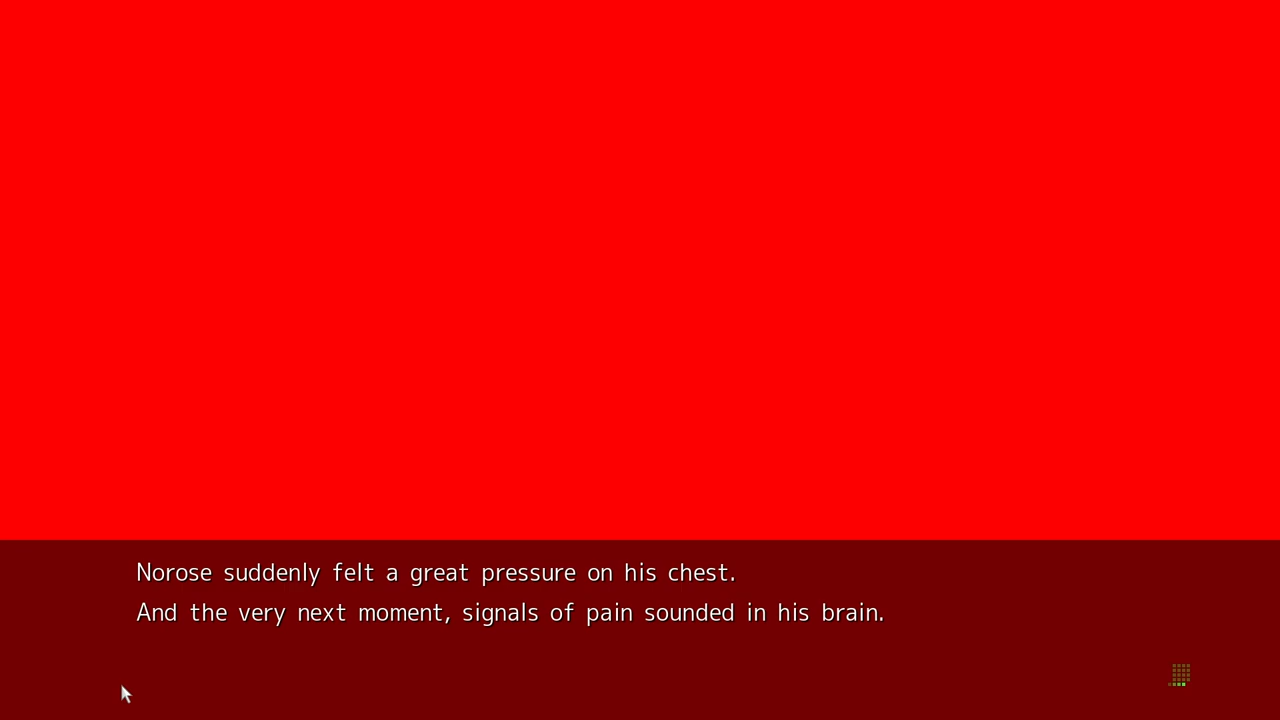 Norose suddenly felt a great pressure on his chest.
And the very next moment, signals of pain sounded in his brain.